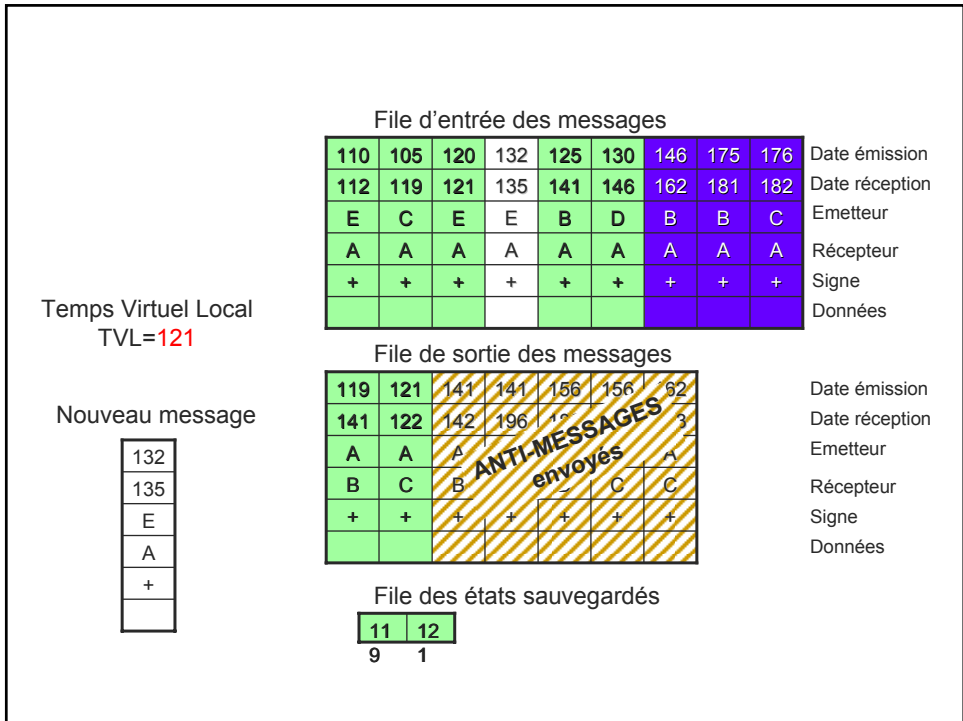 File d'entrée des messages
110 105 120 132 125 130 146 175 176 Date émission
112 119 121 135 141 146 162 181 182 Date réception
E C E E B D B B C Emetteur
A A A A A A A A A Récepteur
+ + + + + + + + + Signe
Données
Temps Virtuel Local
TVL=121
File de sortie des messages
119 121 141 141 156 156 Date émission
141 122 142 196 Date réception
A A A A Emetteur
B C B C C Récepteur
+ + + + + + + Signe
Données
ANTI-MESSAGES
envoyés
Nouveau message
132
135
E
A
+
File des états sauvegardés
11 12
9 1